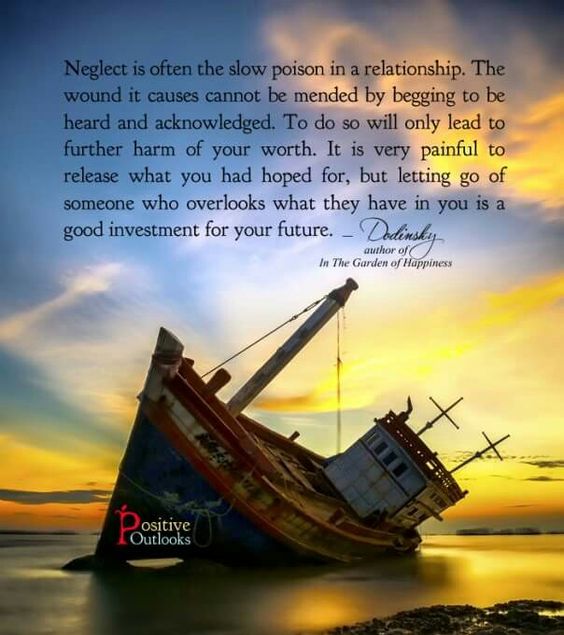 Neglect is often the slow poison in a relationship. The
wound it causes cannot be mended by begging to be
heard and acknowledged. To do so will only lead to
further harm of your worth. It is very painful to
release what you had hoped for, but letting go of
someone who overlooks what they have in you is a
good investment for your future. – Dodinsky
author of
In The Garden of Happiness
Positive
Outlooks